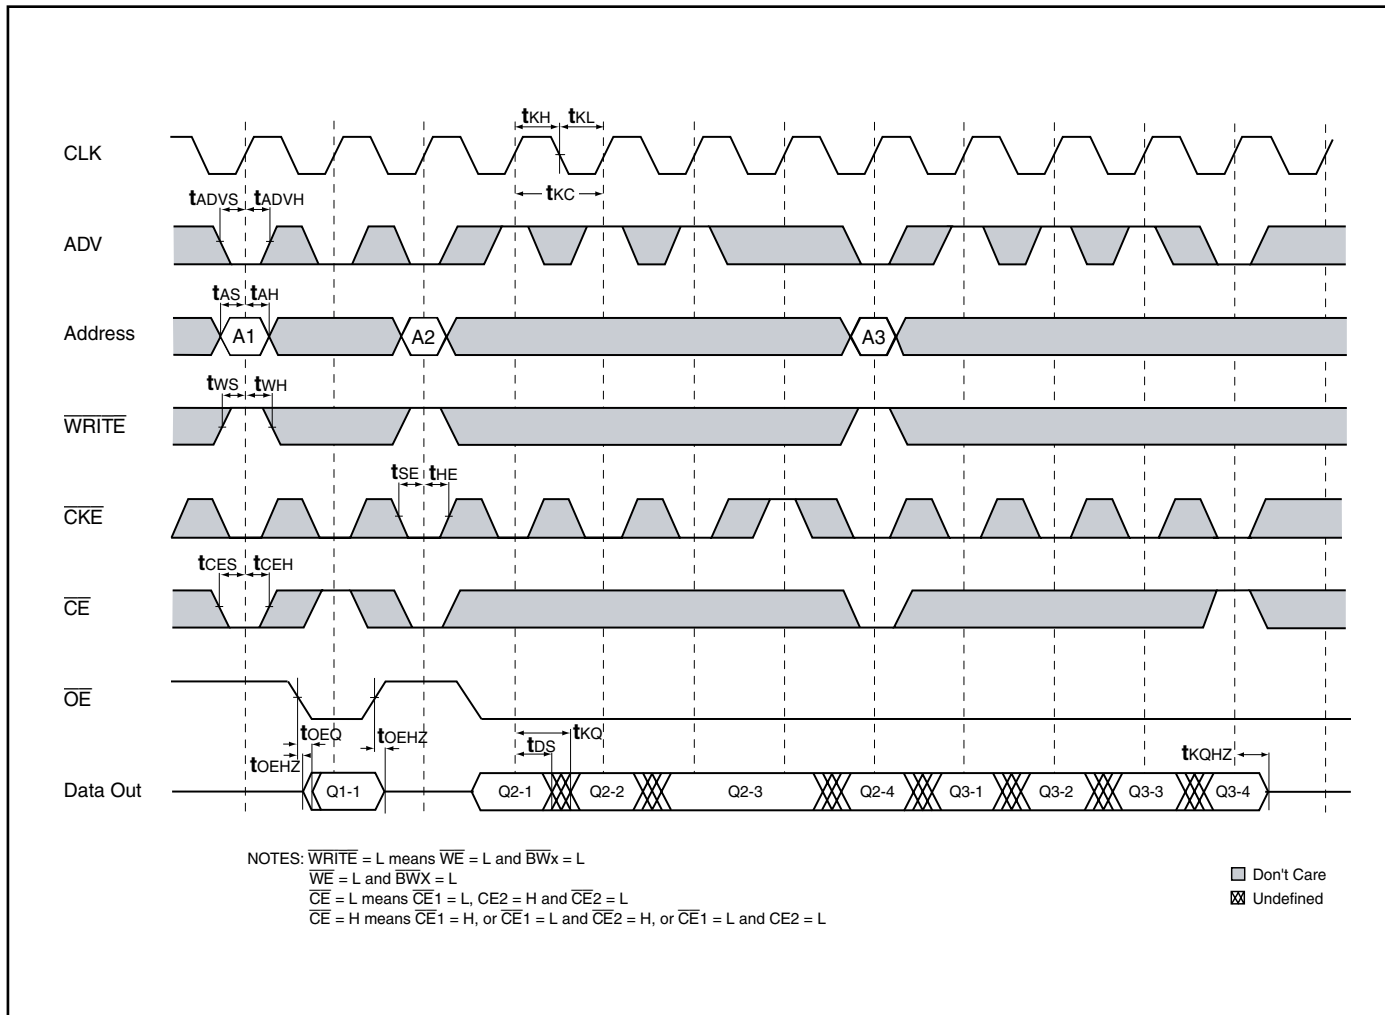 tKH tKL
CLK
tKC
tADVS tADVH
ADV
tAS tAH
Address A1 A2 A3
tWS tWH
WRITE
tSE tHE
CKE
tCES tCEH
CE
OE
tOEQ tOEHZ tKQ
tDS
tOEHZ tKQHZ
Data Out Q1-1 Q2-1 Q2-2 Q2-3 Q2-4 Q3-1 Q3-2 Q3-3 Q3-4
NOTES: WRITE = L means WE = L and BWx = L
WE = L and BWX = L
CE = L means CE1 = L, CE2 = H and CE2 = L
CE = H means CE1 = H, or CE1 = L and CE2 = H, or CE1 = L and CE2 = L
Don't Care
Undefined